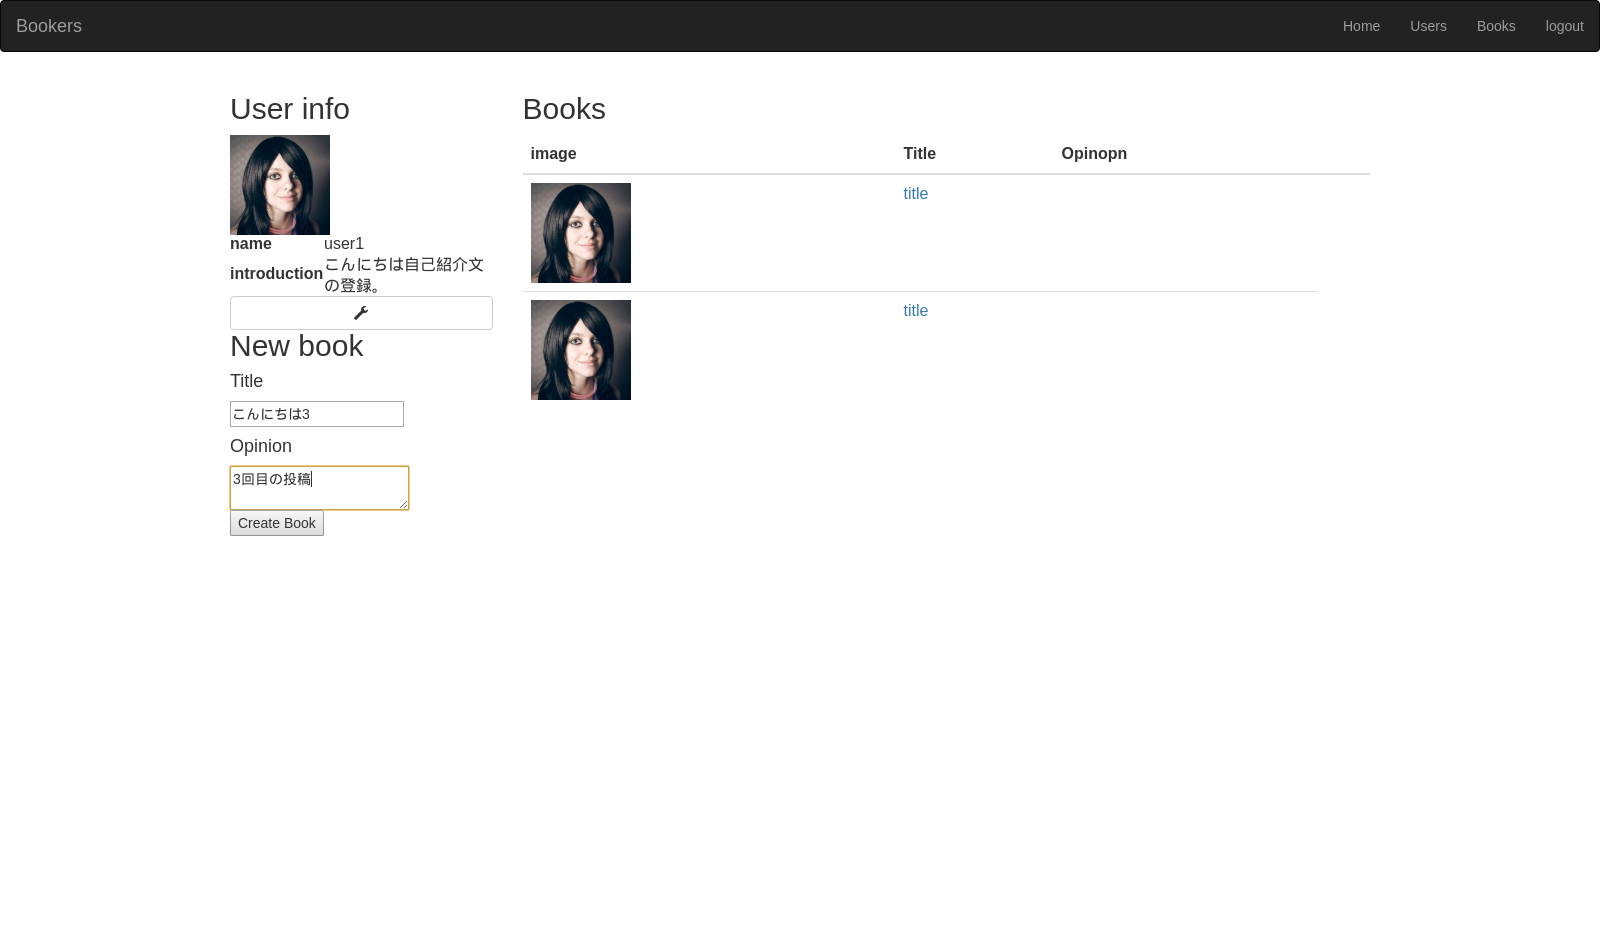 Bookers
Home Users Books logout
User info
name user1
introduction こんにちは自己紹介文
の登録。
New book
Title
こんにちは3
Opinion
3回目の投稿
Create Book
Books
image Title Opinopn
title
title